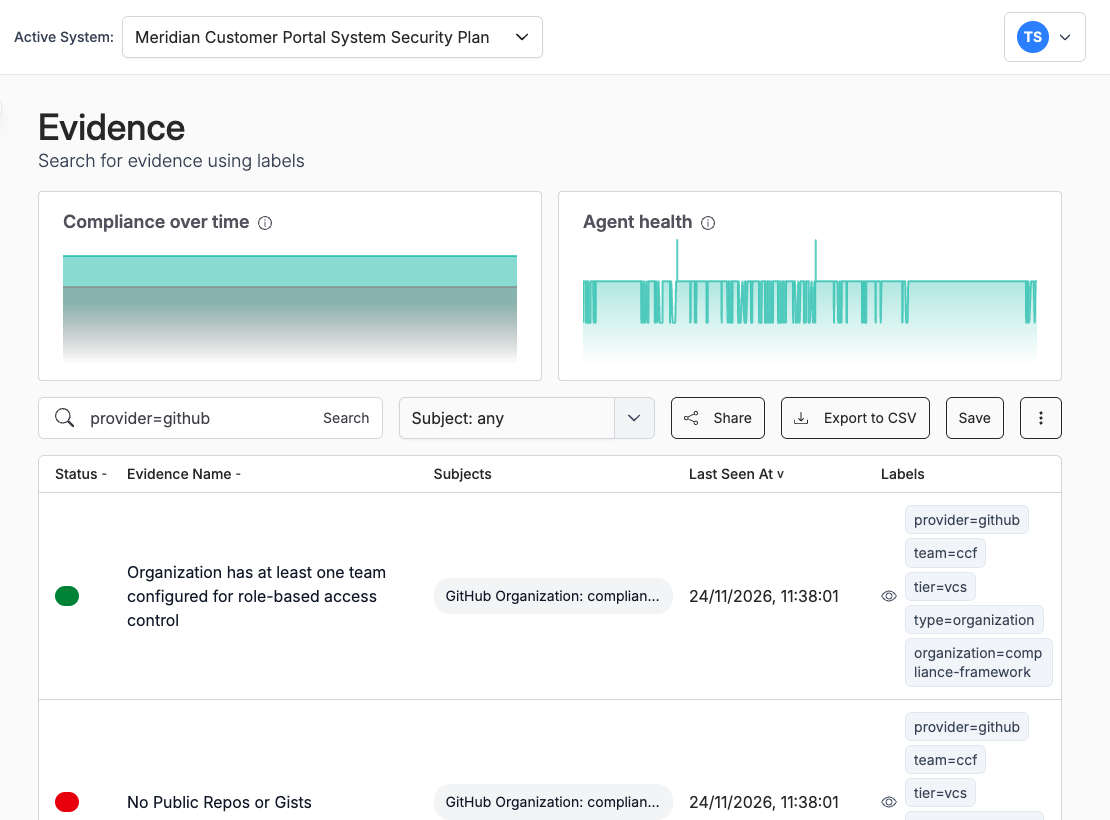 Active System:
Meridian Customer Portal System Security Plan
TS
Evidence
Search for evidence using labels
Compliance over time
Agent health
provider=github
Search
Subject: any
Share
Export to CSV
Save
Status -
Evidence Name -
Subjects
Last Seen At v
Labels
Organization has at least one team
configured for role-based access
control
GitHub Organization: complian...
24/11/2026, 11:38:01
provider=github
team=ccf
tier=vcs
type=organization
organization=comp
liance-framework
No Public Repos or Gists
GitHub Organization: complian...
24/11/2026, 11:38:01
provider=github
team=ccf
tier=vcs